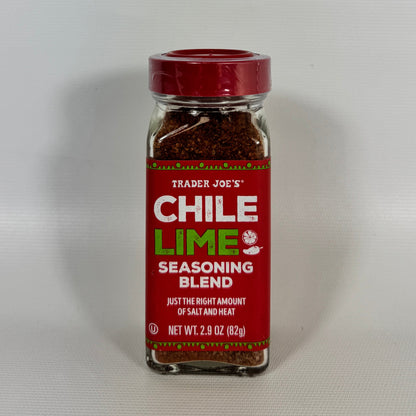 TRADER JOE'S®
CHILE
LIME
SEASONING
BLEND
JUST THE RIGHT AMOUNT
OF SALT AND HEAT
U
NET WT. 2.9 OZ (82g)